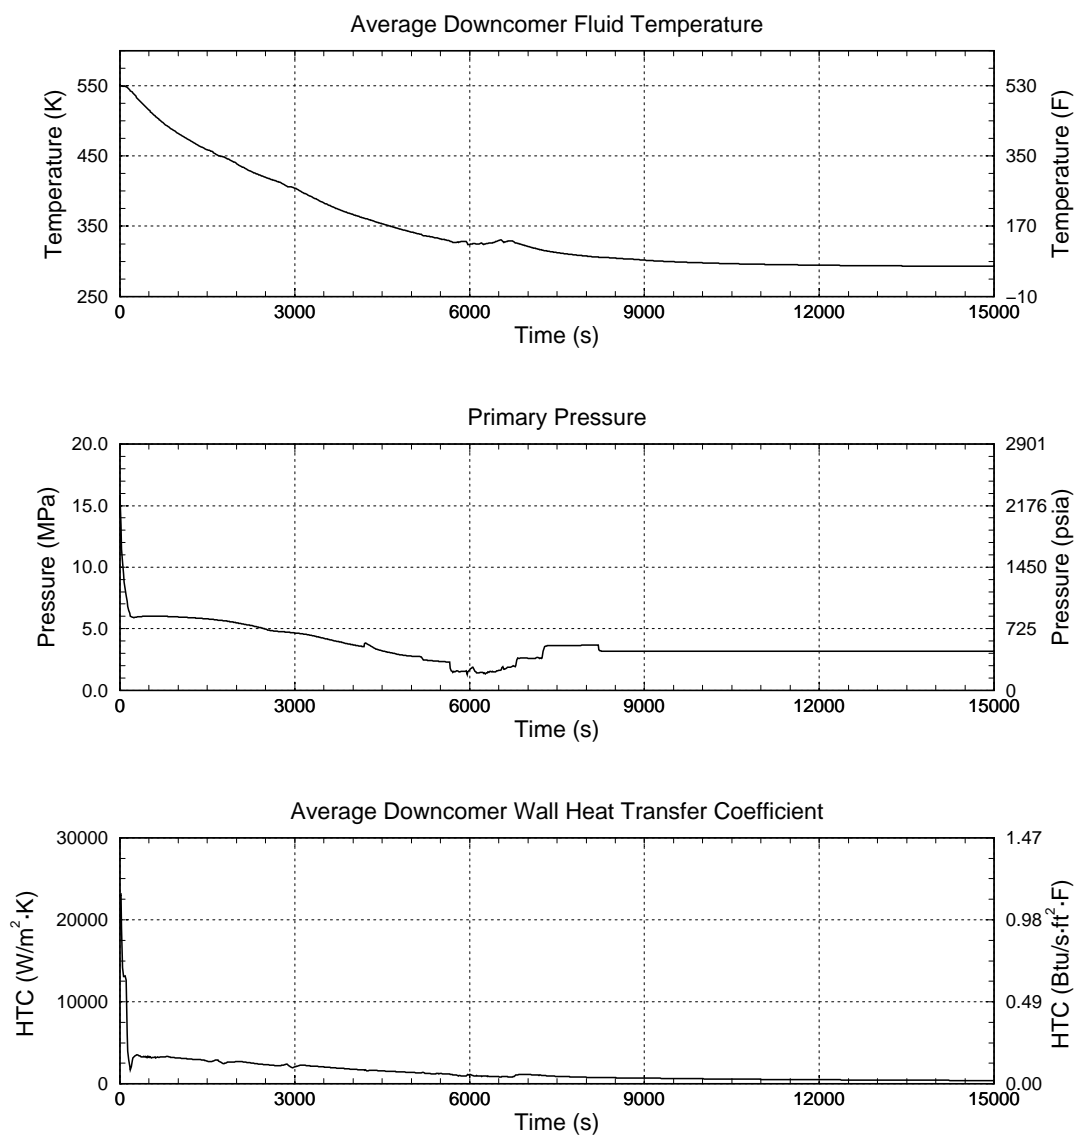 Average Downcomer Fluid Temperature
550
450
350
250
530
350
170
−10
0 3000 6000 9000 12000 15000
Time (s)
Temperature (K)
Temperature (F)
Primary Pressure
20.0
15.0
10.0
5.0
0.0
2901
2176
1450
725
0
0 3000 6000 9000 12000 15000
Time (s)
Pressure (MPa)
Pressure (psia)
Average Downcomer Wall Heat Transfer Coefficient
30000
20000
10000
0
1.47
0.98
0.49
0.00
0 3000 6000 9000 12000 15000
Time (s)
HTC (W/m²·K)
HTC (Btu/s·ft²·F)